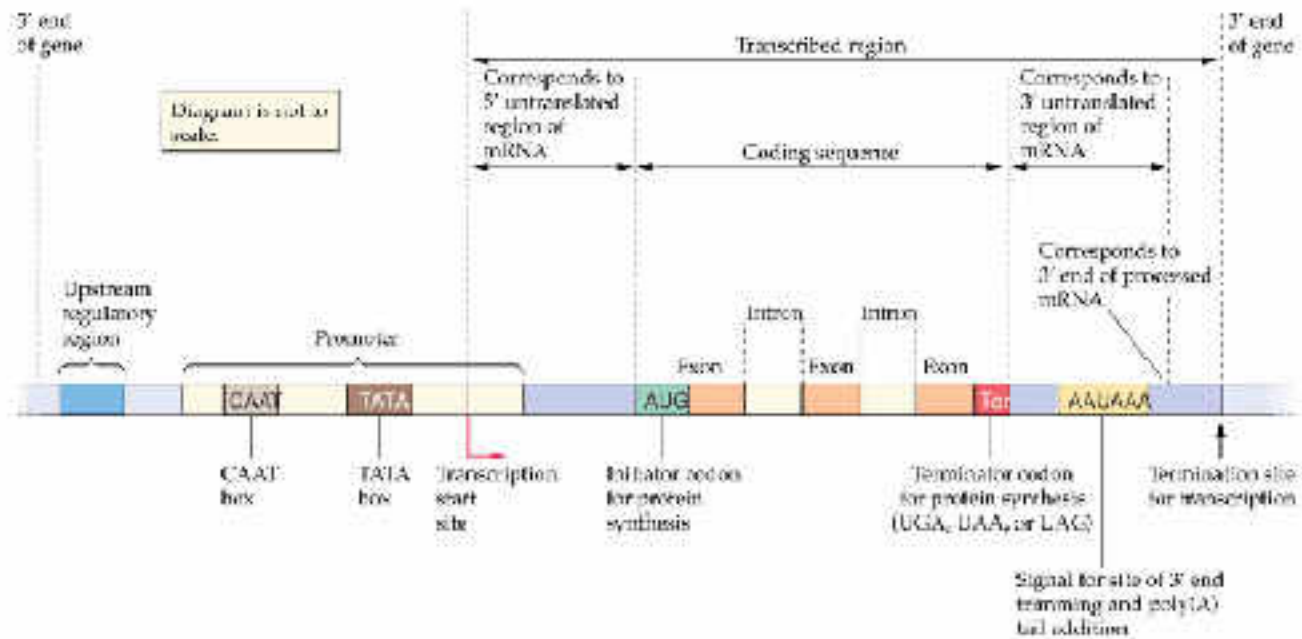 5' end
of gene
3' end
of gene
Transcribed region
Corresponds to
5' untranslated
region of
mRNA
Corresponds to
3' untranslated
region of
mRNA
Diagram is not to
scale.
Coding sequence
Corresponds to
3' end of processed
mRNA
Upstream
regulatory
region
Promoter
Intron
Intron
Exon
Exon
Exon
CAAT
TATA
AUG
Ter
AAUAAA
CAAT
box
TATA
box
Transcription
start
site
Initiator codon
for protein
synthesis
Terminator codon
for protein synthesis
(UGA, UAA, or UAG)
Termination site
for transcription
Signal for site of 3' end
trimming and poly(A)
tail addition